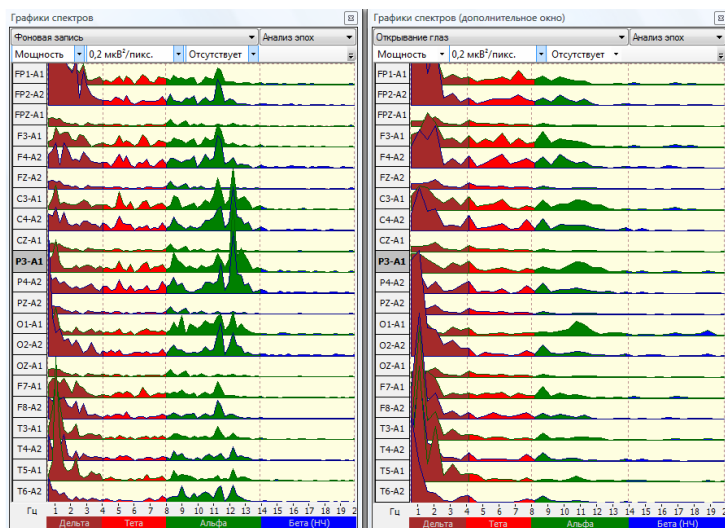 Графики спектров
Фоновая запись
Анализ эпох
Мощность
0,2 мкВ²/пикс.
Отсутствует
FP1-A1
FP2-A2
FPZ-A1
F3-A1
F4-A2
FZ-A2
C3-A1
C4-A2
CZ-A1
P3-A1
P4-A2
PZ-A2
O1-A1
O2-A2
OZ-A1
F7-A1
F8-A2
T3-A1
T4-A2
T5-A1
T6-A2
Гц
1 2 3 4 5 6 7 8 9 10 11 12 13 14 15 16 17 18 19 2
Дельта Тета Альфа Бета (НЧ)
Графики спектров (дополнительное окно)
Открывание глаз
Анализ эпох
Мощность
0,2 мкВ²/пикс.
Отсутствует
FP1-A1
FP2-A2
FPZ-A1
F3-A1
F4-A2
FZ-A2
C3-A1
C4-A2
CZ-A1
P3-A1
P4-A2
PZ-A2
O1-A1
O2-A2
OZ-A1
F7-A1
F8-A2
T3-A1
T4-A2
T5-A1
T6-A2
Гц
1 2 3 4 5 6 7 8 9 10 11 12 13 14 15 16 17 18 19 2
Дельта Тета Альфа Бета (НЧ)